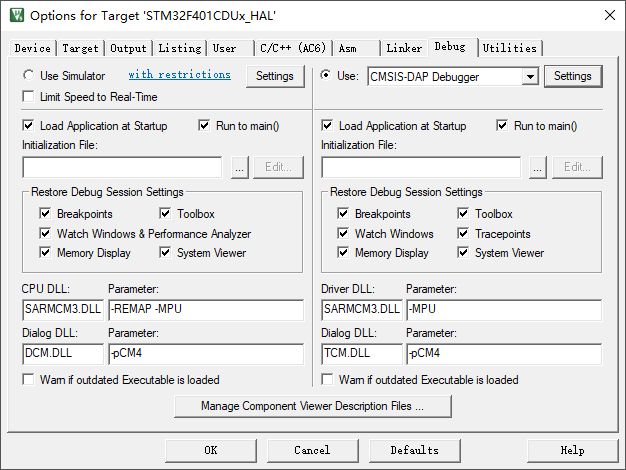 Options for Target 'STM32F401CDUx_HAL'
Device Target Output Listing User C/C++ (AC6) Asm Linker Debug Utilities
Use Simulator with restrictions Settings Use: CMSIS-DAP Debugger Settings
Limit Speed to Real-Time
Load Application at Startup Run to main() Load Application at Startup Run to main()
Initialization File: Initialization File:
... Edit... ... Edit...
Restore Debug Session Settings Restore Debug Session Settings
Breakpoints Toolbox Breakpoints Toolbox
Watch Windows & Performance Analyzer Watch Windows Tracepoints
Memory Display System Viewer Memory Display System Viewer
CPU DLL: Parameter: Driver DLL: Parameter:
SARMCM3.DLL -REMAP -MPU SARMCM3.DLL -MPU
Dialog DLL: Parameter: Dialog DLL: Parameter:
DCM.DLL -pCM4 TCM.DLL -pCM4
Warn if outdated Executable is loaded Warn if outdated Executable is loaded
Manage Component Viewer Description Files ...
OK Cancel Defaults Help